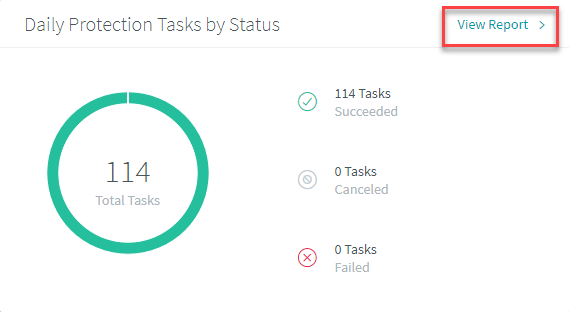 Daily Protection Tasks by Status
View Report
114
Total Tasks
114 Tasks
Succeeded
0 Tasks
Canceled
0 Tasks
Failed